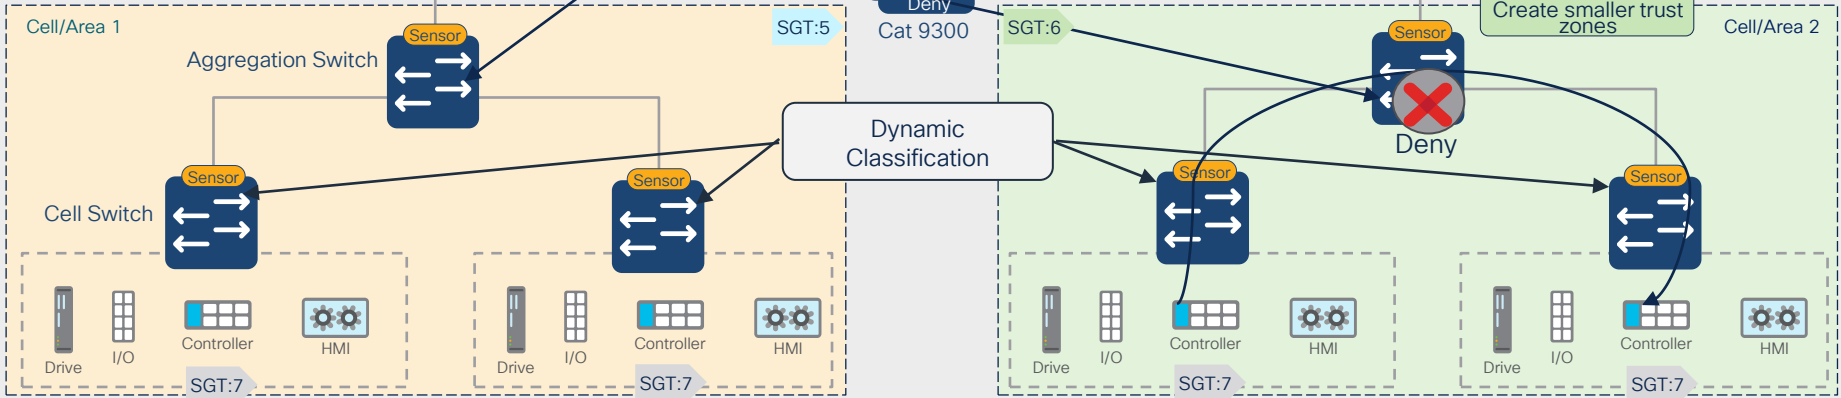 Cell/Area 1
Sensor
SGT:5
Aggregation Switch
Deny
Cat 9300
SGT:6
Sensor
Create smaller trust
zones
Cell/Area 2
Deny
Dynamic
Classification
Sensor
Cell Switch
Sensor
Sensor
Sensor
Drive
I/O
Controller
HMI
SGT:7
Drive
I/O
Controller
HMI
SGT:7
Drive
I/O
Controller
HMI
SGT:7
Drive
I/O
Controller
HMI
SGT:7